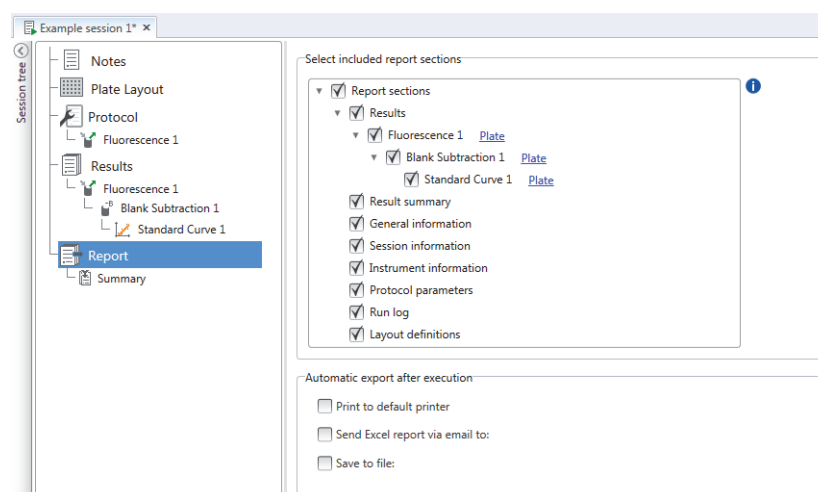 Example session 1* ×
Session tree
Notes
Plate Layout
Protocol
Fluorescence 1
Results
Fluorescence 1
Blank Subtraction 1
Standard Curve 1
Report
Summary
Select included report sections
Report sections
Results
Fluorescence 1 Plate
Blank Subtraction 1 Plate
Standard Curve 1 Plate
Result summary
General information
Session information
Instrument information
Protocol parameters
Run log
Layout definitions
Automatic export after execution
Print to default printer
Send Excel report via email to:
Save to file: